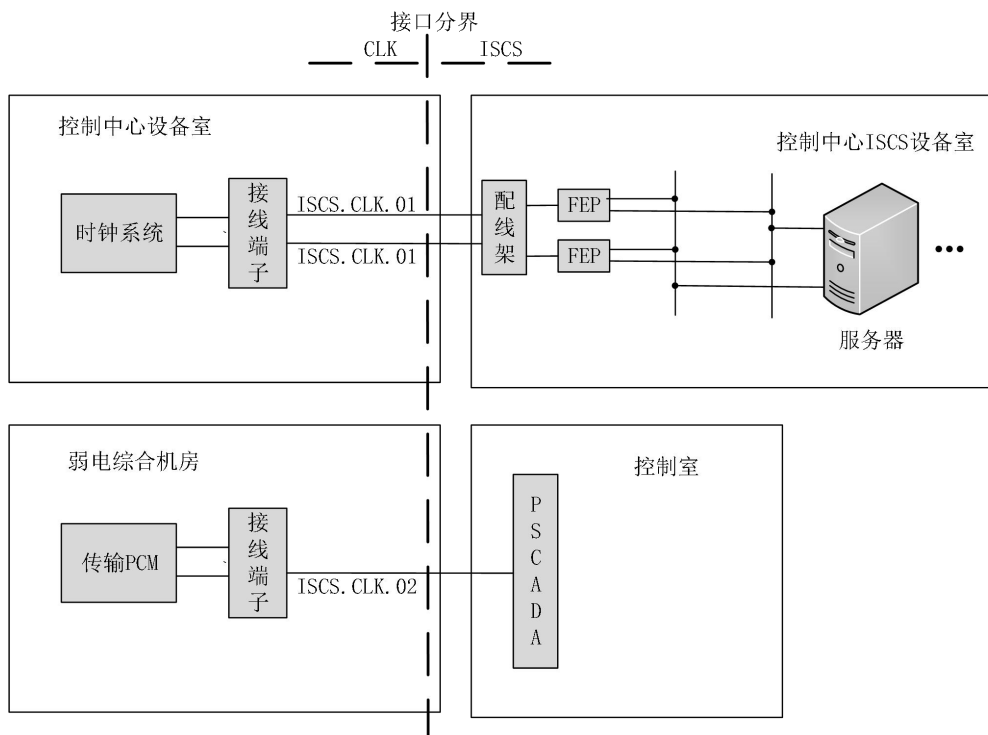 接口分界
CLK
ISCS
控制中心设备室
时钟系统
接线端子
ISCS.CLK.01
ISCS.CLK.01
控制中心ISCS设备室
配线架
FEP
FEP
服务器
弱电综合机房
传输PCM
接线端子
ISCS.CLK.02
控制室
PSCADA